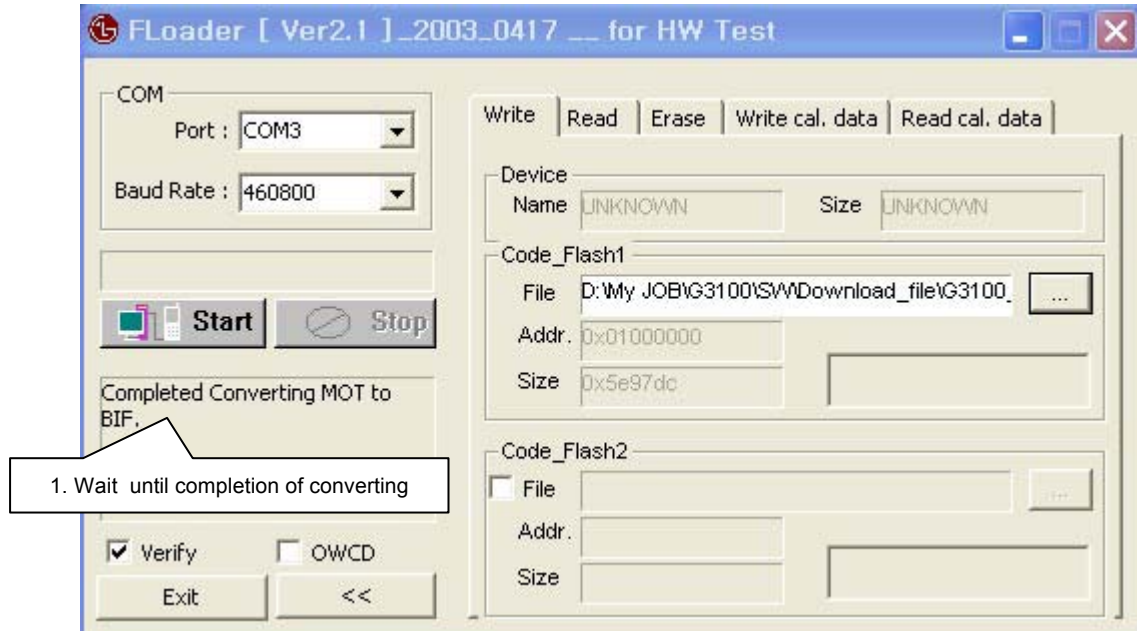 FLoader [ Ver2.1 ]_2003_0417 __ for HW Test
COM
Port : COM3
Baud Rate : 460800
Start Stop
Completed Converting MOT to
BIF.
1. Wait until completion of converting
Verify OWCD
Exit <<
Write Read Erase Write cal. data Read cal. data
Device
Name UNKNOWN Size UNKNOWN
Code_Flash1
File D:\My JOB\G3100\SW\Download_file\G3100_ ...
Addr. 0x01000000
Size 0x5e97dc
Code_Flash2
File ...
Addr.
Size